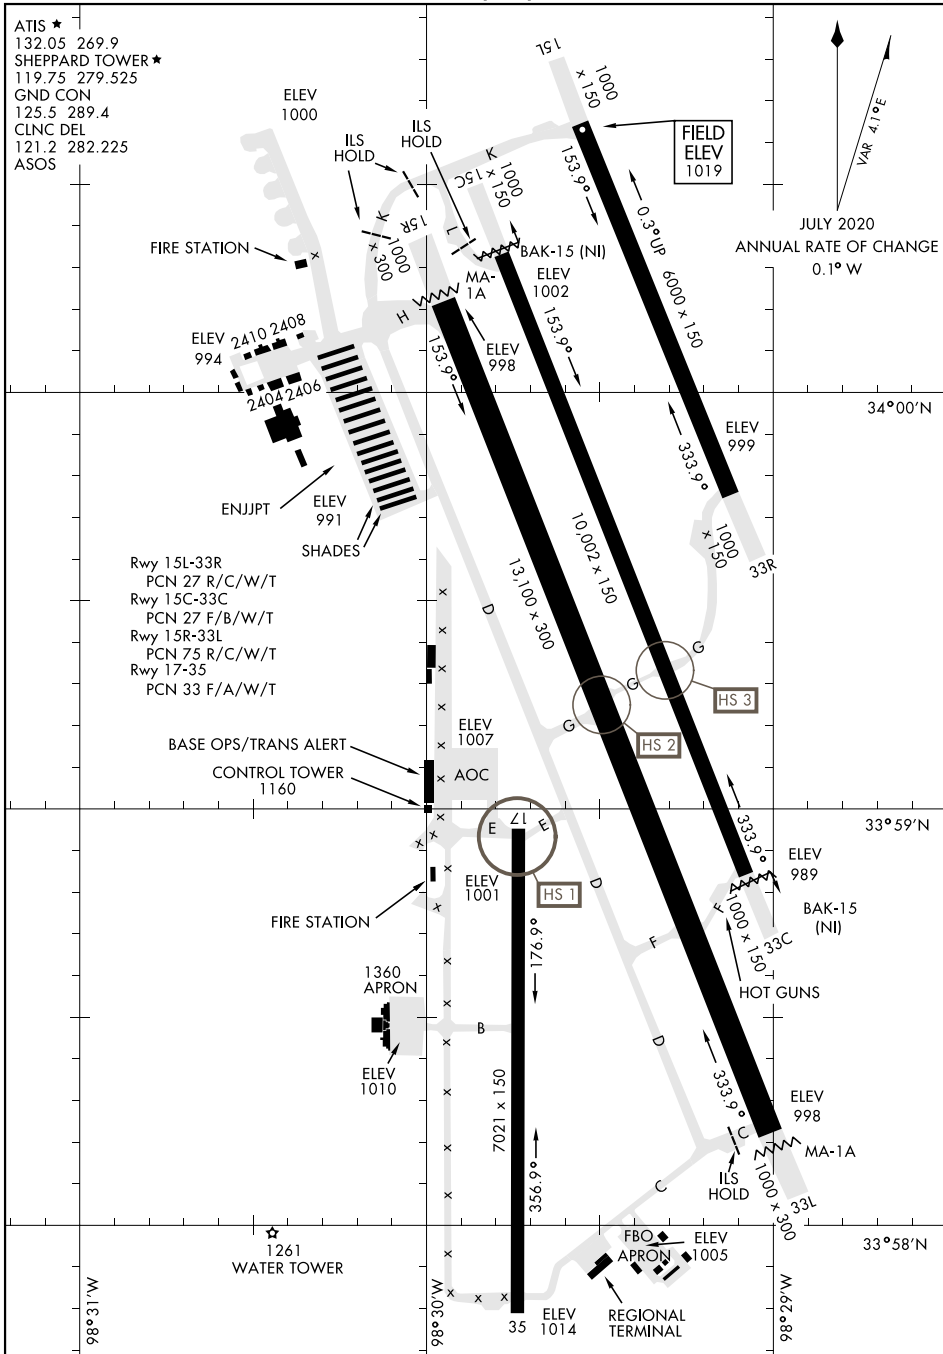 ATIS ★
132.05 269.9
SHEPPARD TOWER ★
119.75 279.525
GND CON
125.5 289.4
CLNC DEL
121.2 282.225
ASOS
ELEV
1000
ILS
HOLD
ILS
HOLD
15L
1000
× 150
FIELD
ELEV
1019
VAR 4.1° E
JULY 2020
ANNUAL RATE OF CHANGE
0.1° W
K
15C
1000
× 150
153.9°
0.3° UP
6000 × 150
K
15R
1000
× 300
L
FIRE STATION
x
BAK-15 (NI)
ELEV
1002
MA-
1A
H
ELEV
998
153.9°
153.9°
ELEV
994
2410
2408
2404
2406
34°00'N
ELEV
999
333.9°
ENJJPT
ELEV
991
SHADES
10,002 × 150
1000
× 150
33R
13,100 × 300
Rwy 15L-33R
PCN 27 R/C/W/T
Rwy 15C-33C
PCN 27 F/B/W/T
Rwy 15R-33L
PCN 75 R/C/W/T
Rwy 17-35
PCN 33 F/A/W/T
x
D
x
x
G
G
G
HS 3
HS 2
x
x
x
ELEV
1007
AOC
BASE OPS/TRANS ALERT
CONTROL TOWER
1160
x
x
x
17
E
E
HS 1
33°59'N
333.9°
ELEV
989
BAK-15
(NI)
x
x
ELEV
1001
FIRE STATION
D
F
F
1000
× 150
33C
HOT GUNS
176.9°
x
1360
APRON
x
x
B
ELEV
1010
D
x
7021 × 150
333.9°
ELEV
998
C
MA-1A
ILS
HOLD
1000
× 300
33L
356.9°
x
x
C
1261
WATER TOWER
x
FBO
APRON
ELEV
1005
33°58'N
x
x
x
REGIONAL
TERMINAL
35
ELEV
1014
98°31'W
98°30'W
98°29'W